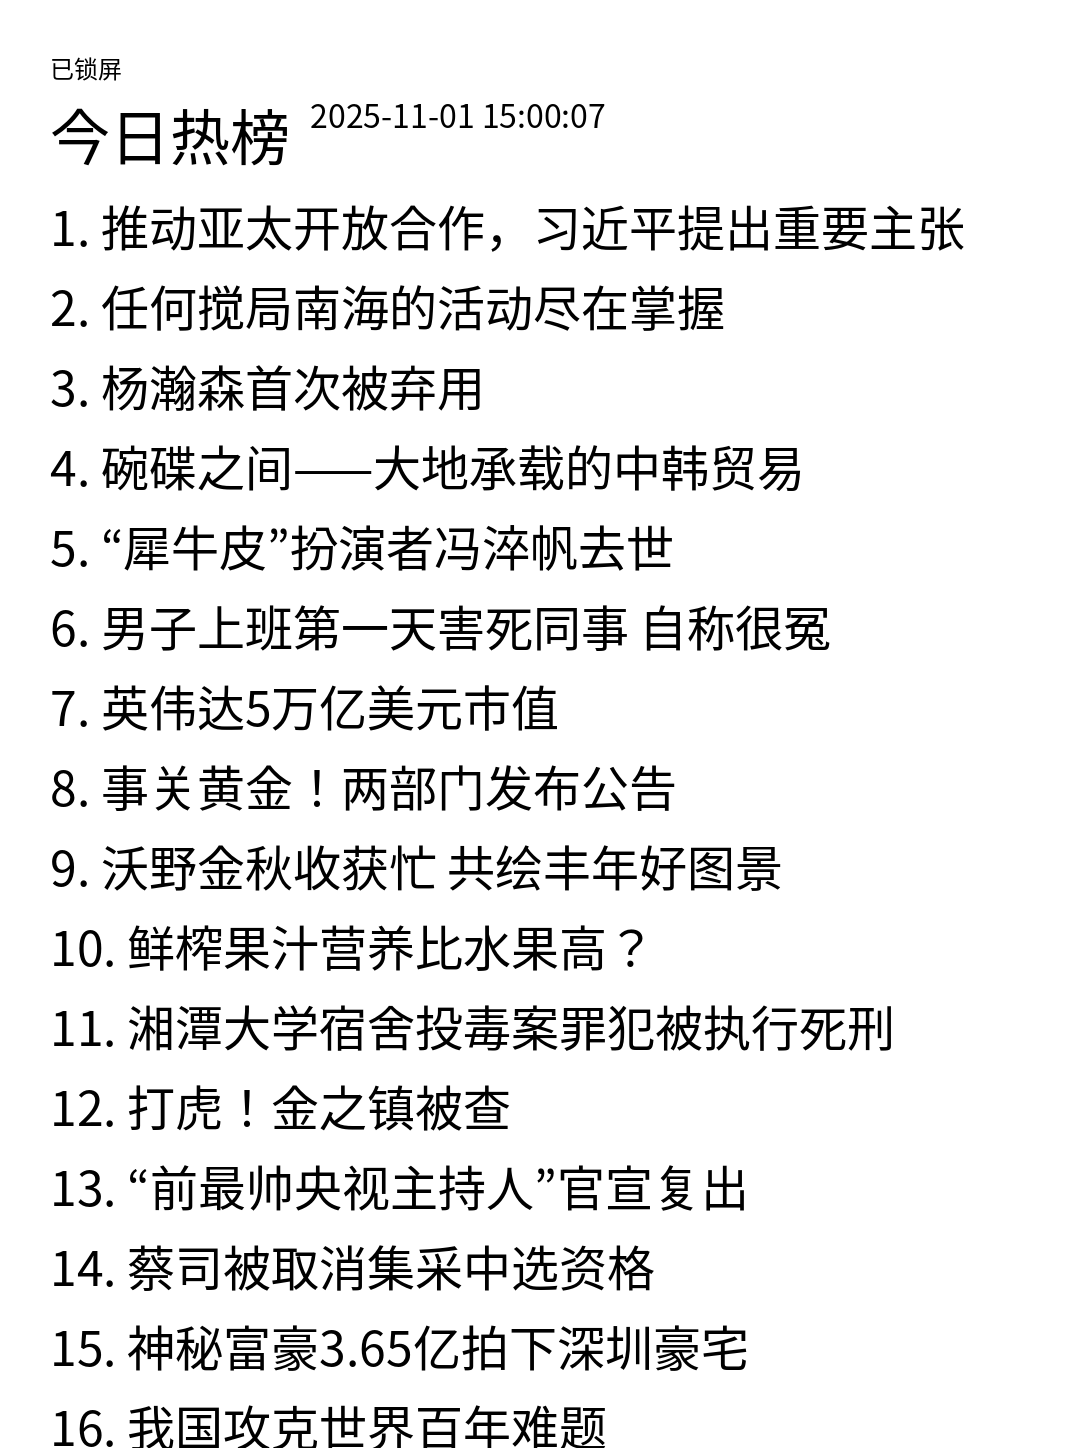 已锁屏
今日热榜 2025-11-01 15:00:07
1. 推动亚太开放合作，习近平提出重要主张
2. 任何搅局南海的活动尽在掌握
3. 杨瀚森首次被弃用
4. 碗碟之间——大地承载的中韩贸易
5. “犀牛皮”扮演者冯淬帆去世
6. 男子上班第一天害死同事 自称很冤
7. 英伟达5万亿美元市值
8. 事关黄金！两部门发布公告
9. 沃野金秋收获忙 共绘丰年好图景
10. 鲜榨果汁营养比水果高？
11. 湘潭大学宿舍投毒案罪犯被执行死刑
12. 打虎！金之镇被查
13. “前最帅央视主持人”官宣复出
14. 蔡司被取消集采中选资格
15. 神秘富豪3.65亿拍下深圳豪宅
16. 我国攻克世界百年难题